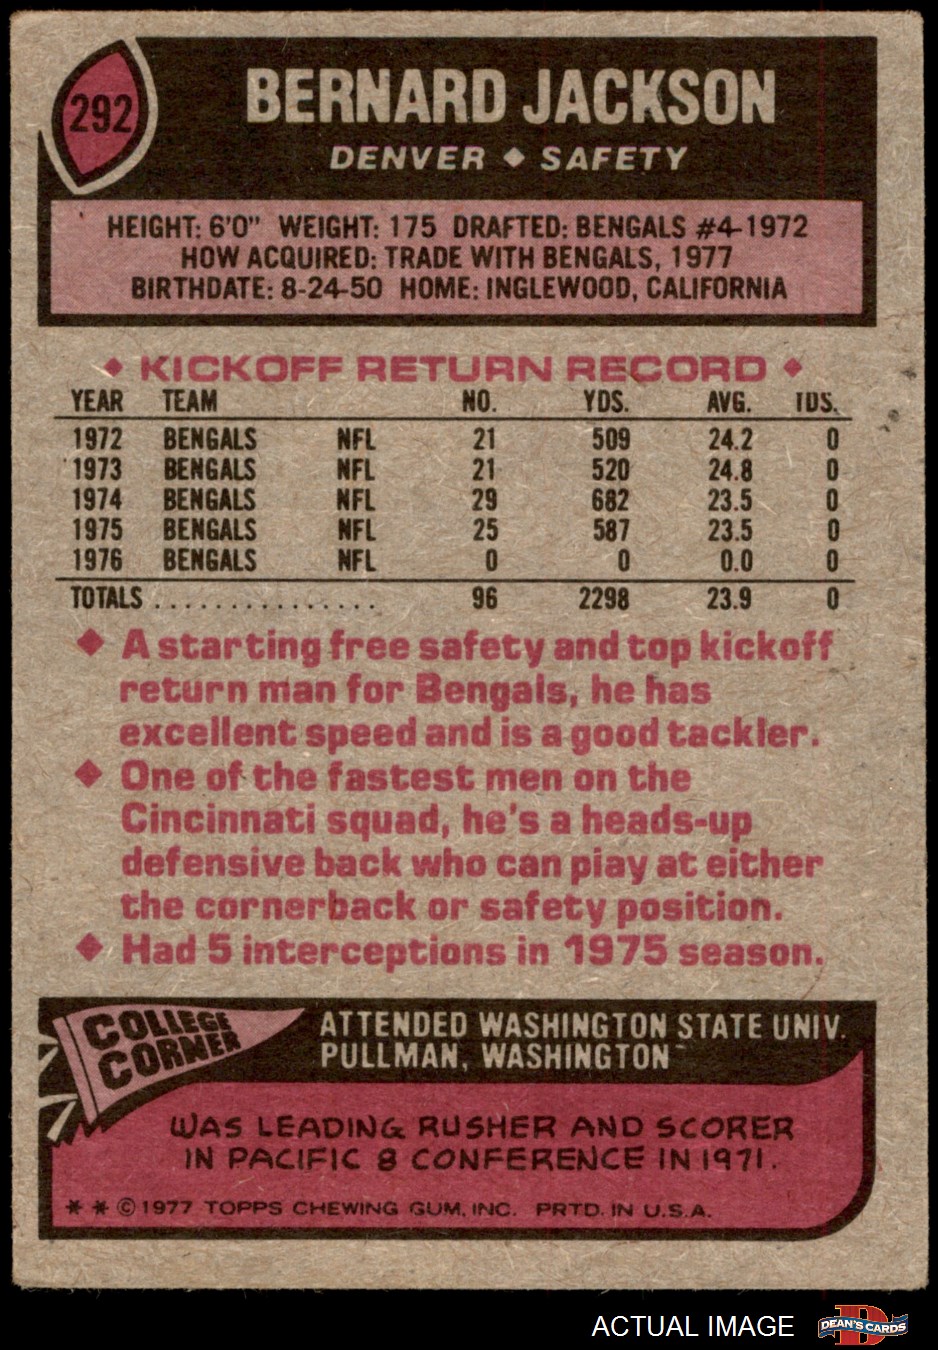 292
BERNARD JACKSON
DENVER ◆ SAFETY
HEIGHT: 6'0" WEIGHT: 175 DRAFTED: BENGALS #4-1972
HOW ACQUIRED: TRADE WITH BENGALS, 1977
BIRTHDATE: 8-24-50 HOME: INGLEWOOD, CALIFORNIA
◆ KICKOFF RETURN RECORD ◆
YEAR TEAM NO. YDS. AVG. TDS.
1972 BENGALS NFL 21 509 24.2 0
1973 BENGALS NFL 21 520 24.8 0
1974 BENGALS NFL 29 682 23.5 0
1975 BENGALS NFL 25 587 23.5 0
1976 BENGALS NFL 0 0 0.0 0
TOTALS ............... 96 2298 23.9 0
◆ A starting free safety and top kickoff
return man for Bengals, he has
excellent speed and is a good tackler.
◆ One of the fastest men on the
Cincinnati squad, he's a heads-up
defensive back who can play at either
the cornerback or safety position.
◆ Had 5 interceptions in 1975 season.
COLLEGE
CORNER
ATTENDED WASHINGTON STATE UNIV.
PULLMAN, WASHINGTON
WAS LEADING RUSHER AND SCORER
IN PACIFIC 8 CONFERENCE IN 1971.
* * © 1977 TOPPS CHEWING GUM, INC. PRTD. IN U.S.A.
ACTUAL IMAGE
DEAN'S CARDS